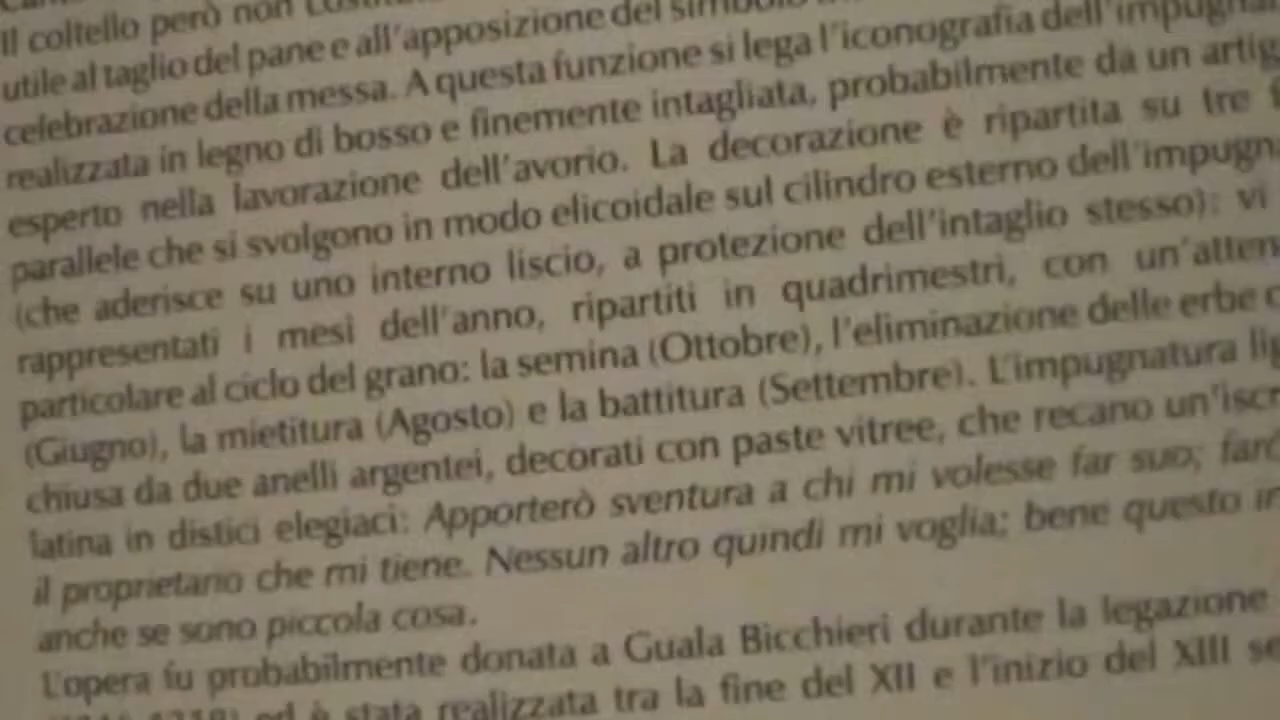 Il coltello però non
utile al taglio del pane e all'apposizione del simbolo
celebrazione della messa. A questa funzione si lega l'iconografia dell'impugnat
realizzata in legno di bosso e finemente intagliata, probabilmente da un artig
esperto nella lavorazione dell'avorio. La decorazione è ripartita su tre f
parallele che si svolgono in modo elicoidale sul cilindro esterno dell'impugn
(che aderisce su uno interno liscio, a protezione dell'intaglio stesso): vi
rappresentati i mesi dell'anno, ripartiti in quadrimestri, con un'atten
particolare al ciclo del grano: la semina (Ottobre), l'eliminazione delle erbe
(Giugno), la mietitura (Agosto) e la battitura (Settembre). L'impugnatura lig
chiusa da due anelli argentei, decorati con paste vitree, che recano un'iscr
latina in distici elegiaci: Apporterò sventura a chi mi volesse far suo; farò
il proprietario che mi tiene. Nessun altro quindi mi voglia; bene questo in
anche se sono piccola cosa.
L'opera fu probabilmente donata a Guala Bicchieri durante la legazione
ed è stata realizzata tra la fine del XII e l'inizio del XIII se